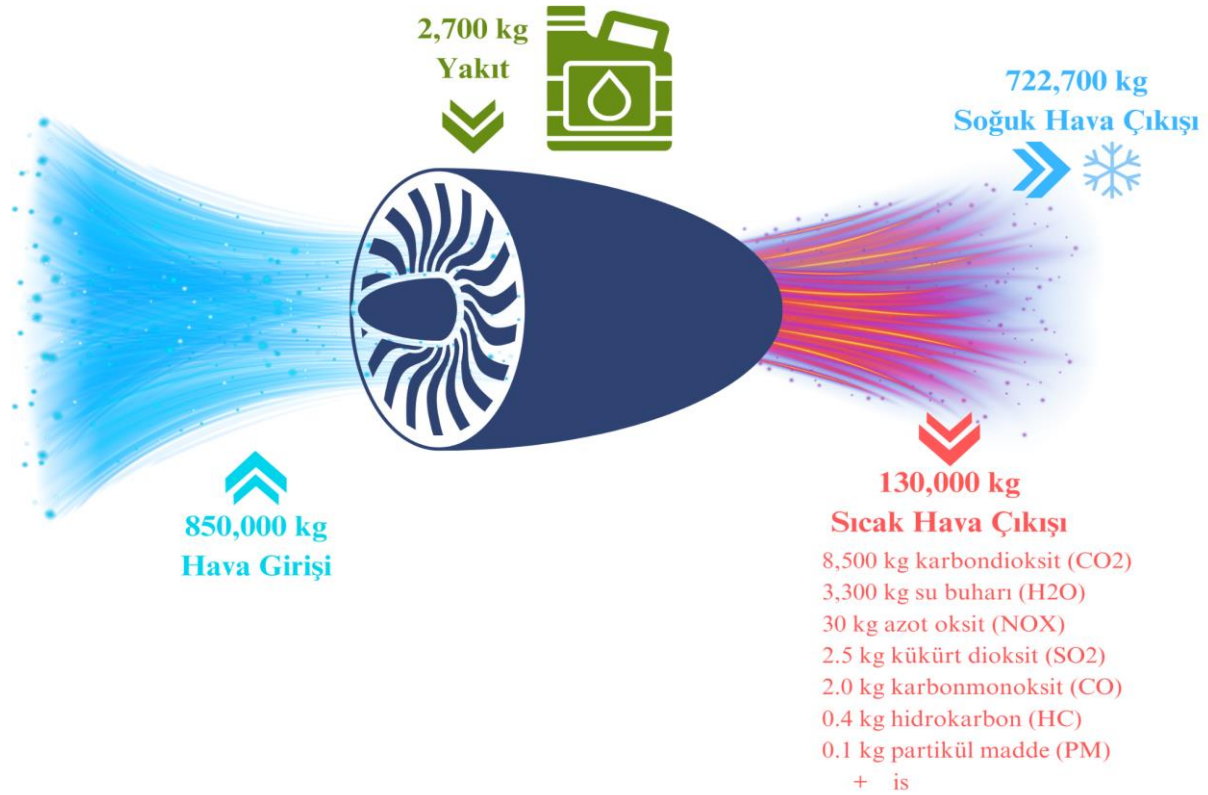 2,700 kg
Yakıt
722,700 kg
Soğuk Hava Çıkışı
850,000 kg
Hava Girişi
130,000 kg
Sıcak Hava Çıkışı
8,500 kg karbondioksit (CO2)
3,300 kg su buharı (H2O)
30 kg azot oksit (NOX)
2.5 kg kükürt dioksit (SO2)
2.0 kg karbonmonoksit (CO)
0.4 kg hidrokarbon (HC)
0.1 kg partikül madde (PM)
+ is